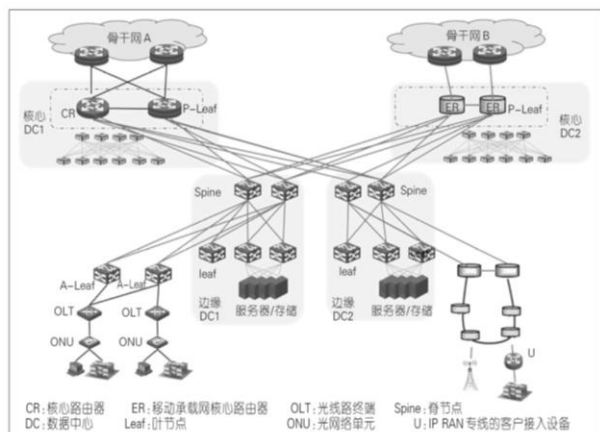 骨干网A
骨干网B
CR
P-Leaf
ER
ER
P-Leaf
核心
DC1
核心
DC2
Spine
Spine
A-Leaf
A-Leaf
leaf
leaf
OLT
OLT
边缘
DC1
服务器/存储
边缘
DC2
服务器/存储
ONU
ONU
U
CR:核心路由器 ER:移动承载网核心路由器 OLT:光线路终端 Spine:脊节点
DC:数据中心 Leaf:叶节点 ONU:光网络单元 U:IP RAN专线的客户接入设备